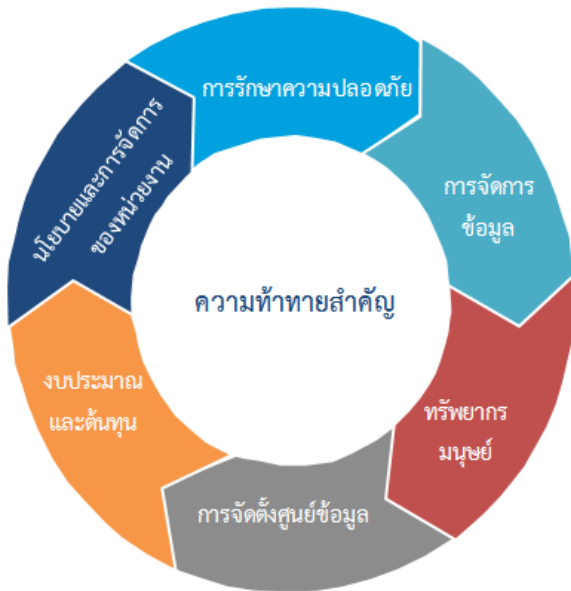 การรักษาความปลอดภัย
การจัดการ
ข้อมูล
ทรัพยากร
มนุษย์
การจัดตั้งศูนย์ข้อมูล
งบประมาณ
และต้นทุน
นโยบายและการจัดการ
ของหน่วยงาน
ความท้าทายสำคัญ